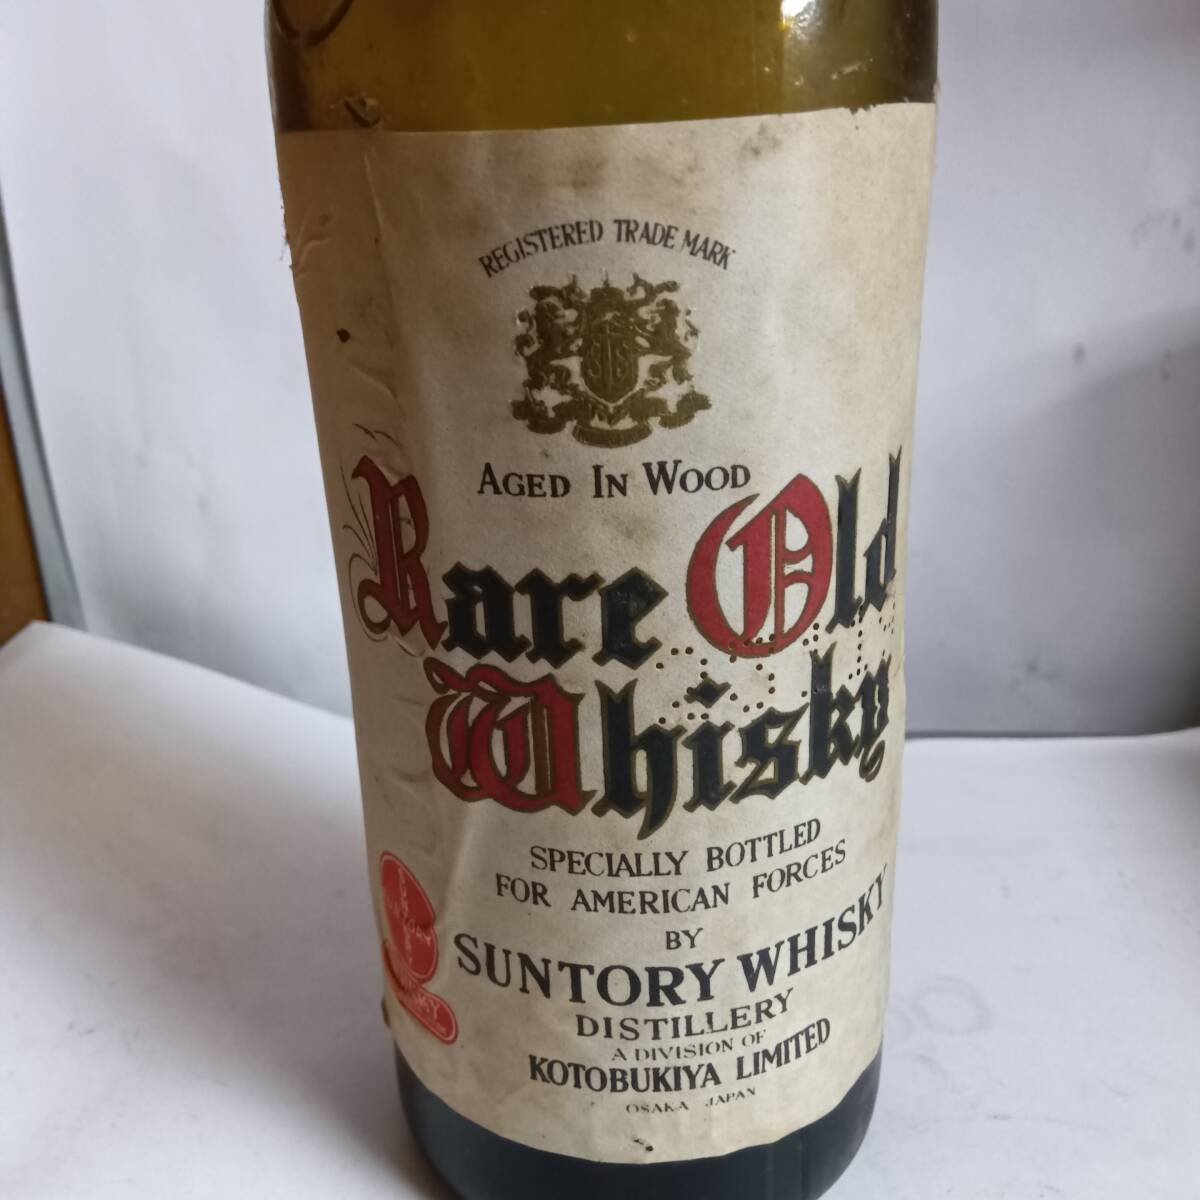 REGISTERED TRADE MARK
STS
AGED IN WOOD
Rare Old
Whisky
SPECIALLY BOTTLED
FOR AMERICAN FORCES
BY
SUNTORY WHISKY
DISTILLERY
A DIVISION OF
KOTOBUKIYA LIMITED
OSAKA JAPAN